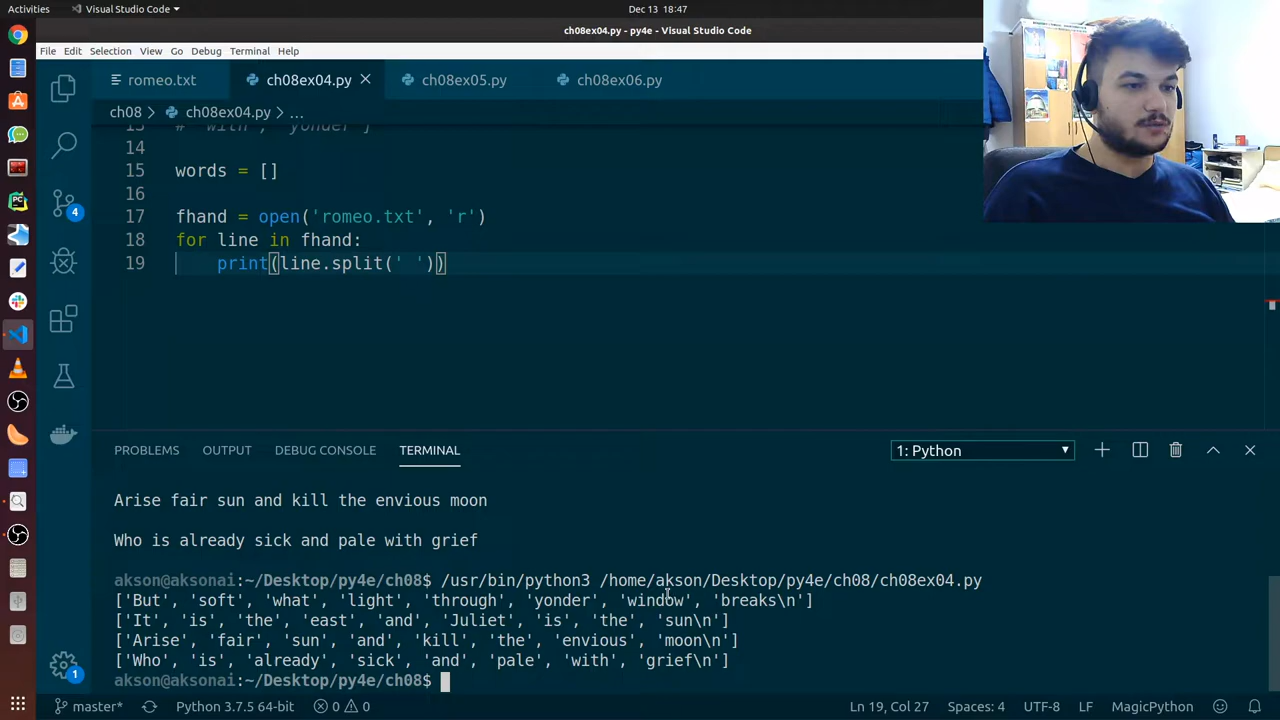 Activities Visual Studio Code Dec 13 18:47
ch08ex04.py - py4e - Visual Studio Code
File Edit Selection View Go Debug Terminal Help
romeo.txt ch08ex04.py ch08ex05.py ch08ex06.py
ch08 > ch08ex04.py > ...
13 # 'with', 'yonder']
14
15 words = []
16
17 fhand = open('romeo.txt', 'r')
18 for line in fhand:
19 print(line.split(' '))
4
PROBLEMS OUTPUT DEBUG CONSOLE TERMINAL 1: Python
Arise fair sun and kill the envious moon
Who is already sick and pale with grief
akson@aksonai:~/Desktop/py4e/ch08$ /usr/bin/python3 /home/akson/Desktop/py4e/ch08/ch08ex04.py
['But', 'soft', 'what', 'light', 'through', 'yonder', 'window', 'breaks\n']
['It', 'is', 'the', 'east', 'and', 'Juliet', 'is', 'the', 'sun\n']
['Arise', 'fair', 'sun', 'and', 'kill', 'the', 'envious', 'moon\n']
['Who', 'is', 'already', 'sick', 'and', 'pale', 'with', 'grief\n']
akson@aksonai:~/Desktop/py4e/ch08$
1
master* Python 3.7.5 64-bit 0 0 Ln 19, Col 27 Spaces: 4 UTF-8 LF MagicPython